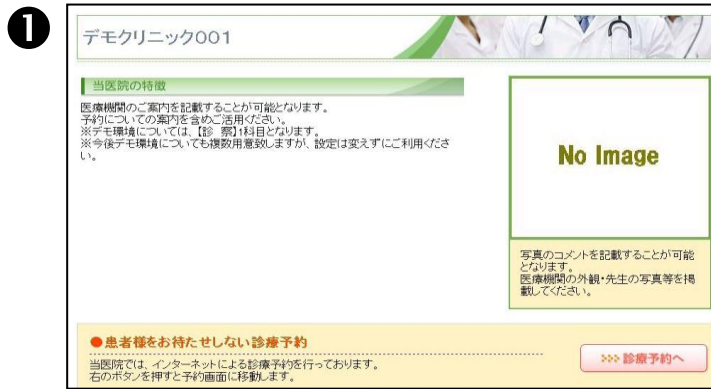 ❶
デモクリニック001
当医院の特徴
医療機関のご案内を記載することが可能となります。
予約についての案内を含めご活用ください。
※デモ環境については、【診 察】1科目となります。
※今後デモ環境についても複数用意致しますが、設定は変えずにご利用くださ
い。
No Image
写真のコメントを記載することが可能
となります。
医療機関の外観・先生の写真等を掲
載してください。
●患者様をお待たせしない診療予約
当医院では、インターネットによる診療予約を行っております。
右のボタンを押すと予約画面に移動します。
>>> 診療予約へ